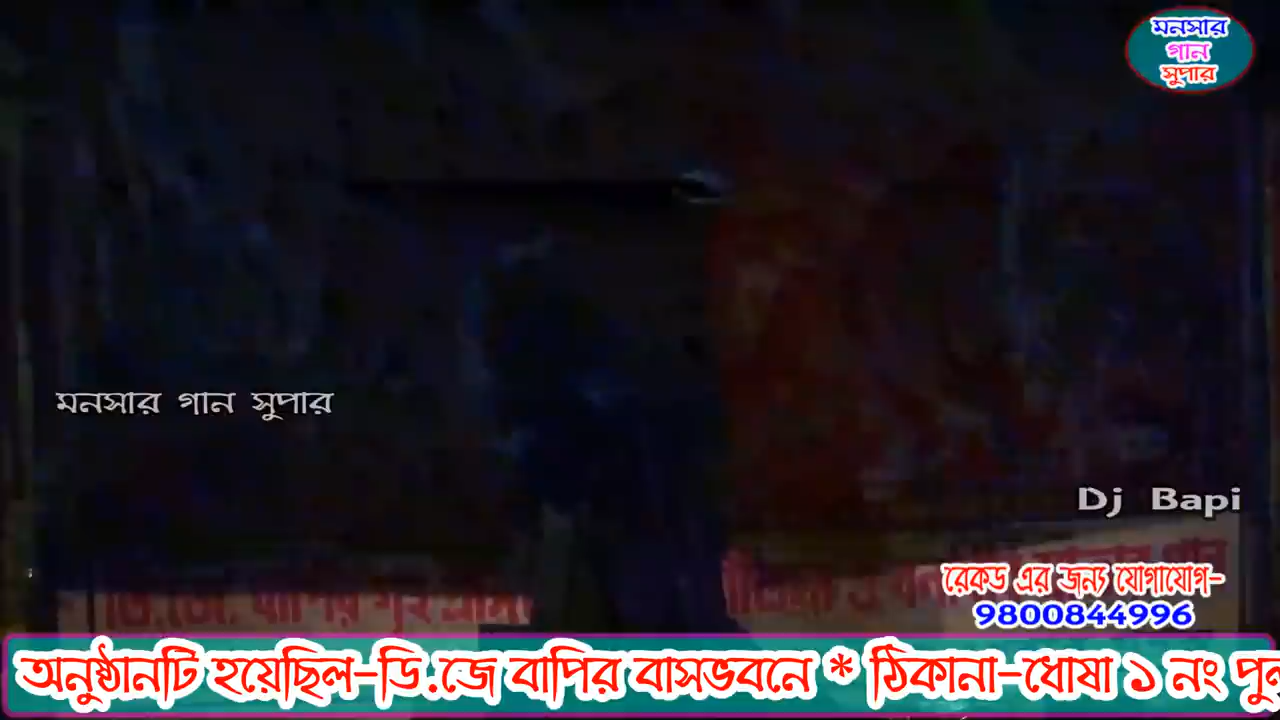 মনসার
গান
সুপার
মনসার গান সুপার
Dj Bapi
রেকড এর জন্য যোগাযোগ-
9800844996
অনুষ্ঠানটি হয়েছিল-ডি.জে বাপির বাসভবনে * ঠিকানা-ধোষা ১ নং